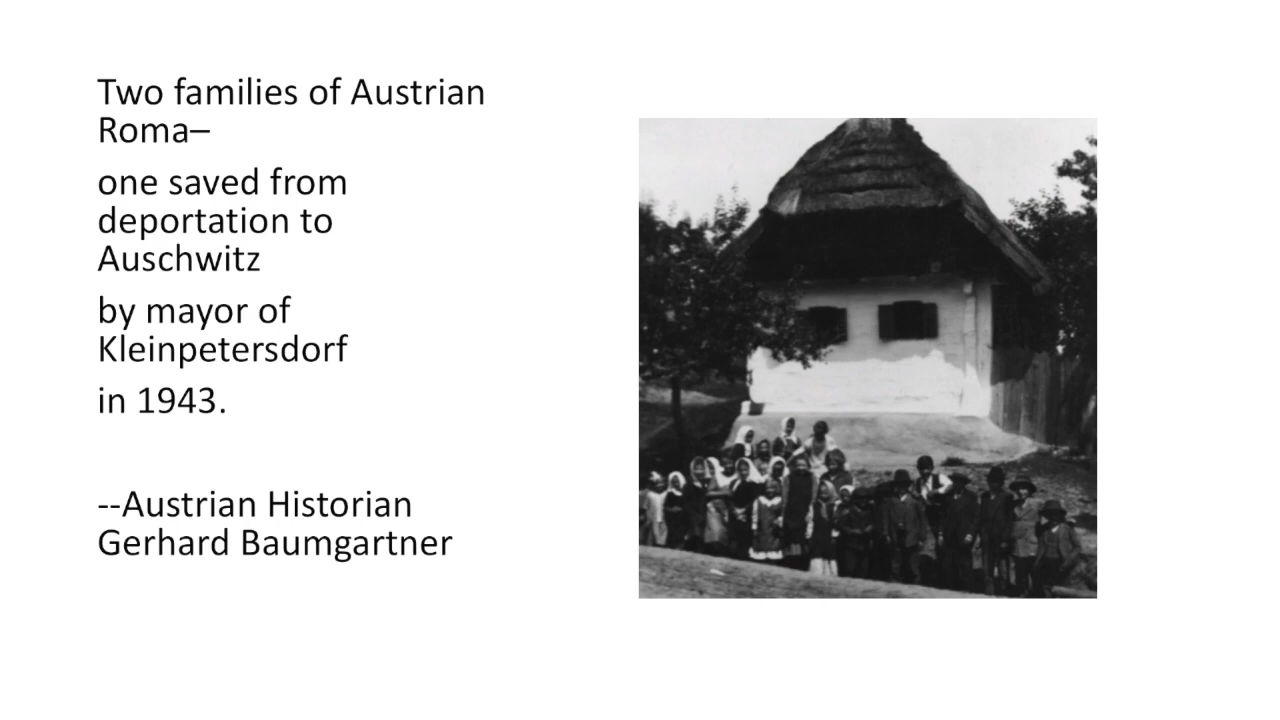 Two families of Austrian
Roma–
one saved from
deportation to
Auschwitz
by mayor of
Kleinpetersdorf
in 1943.
--Austrian Historian
Gerhard Baumgartner